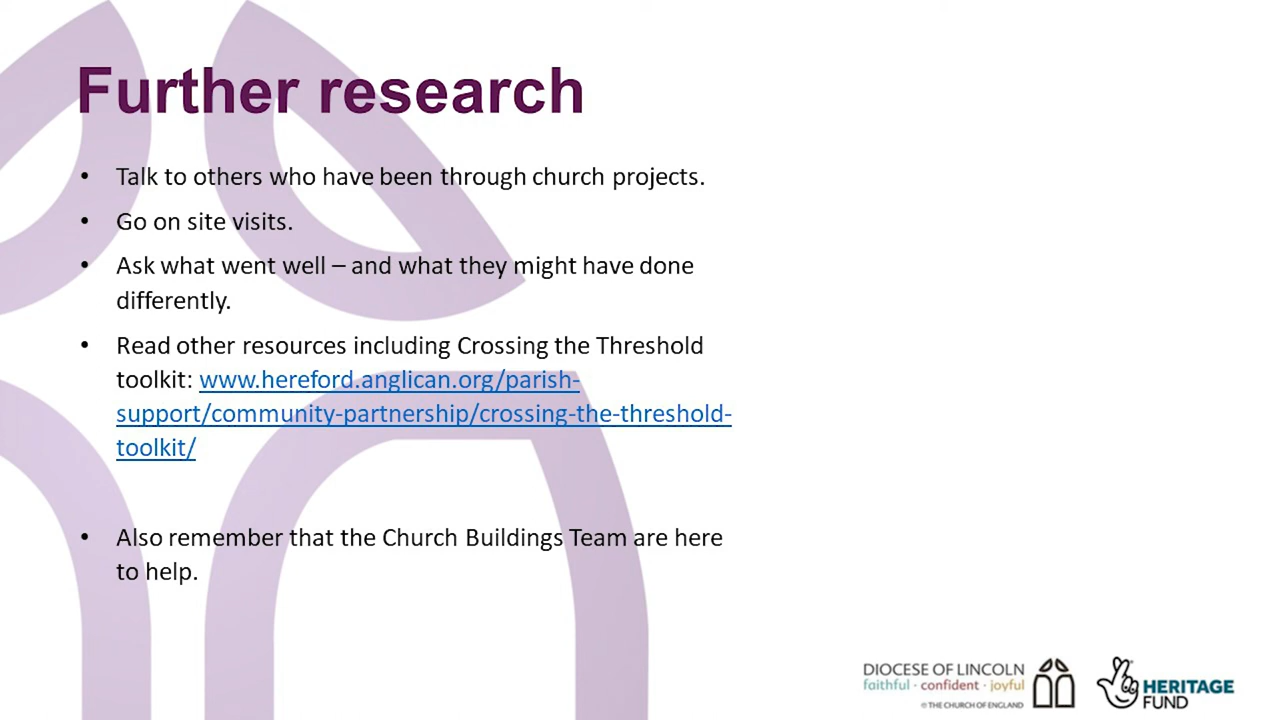 Further research
• Talk to others who have been through church projects.
• Go on site visits.
• Ask what went well – and what they might have done
differently.
• Read other resources including Crossing the Threshold
toolkit: www.hereford.anglican.org/parish-
support/community-partnership/crossing-the-threshold-
toolkit/
• Also remember that the Church Buildings Team are here
to help.
DIOCESE OF LINCOLN
faithful · confident · joyful
© THE CHURCH OF ENGLAND
HERITAGE
FUND